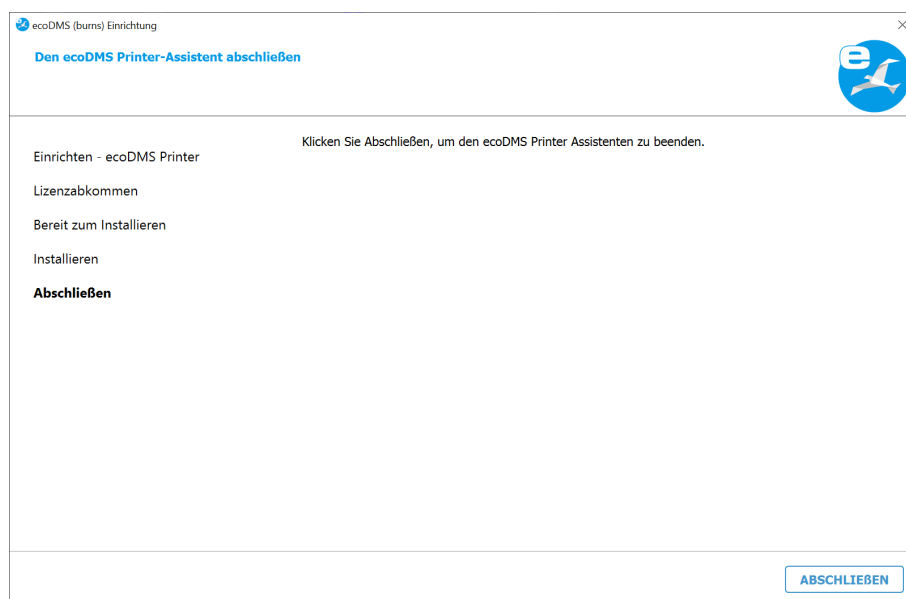 ecoDMS (burns) Einrichtung
Den ecoDMS Printer-Assistent abschließen
e
Klicken Sie Abschließen, um den ecoDMS Printer Assistenten zu beenden.
Einrichten - ecoDMS Printer
Lizenzabkommen
Bereit zum Installieren
Installieren
Abschließen
ABSCHLIEßEN